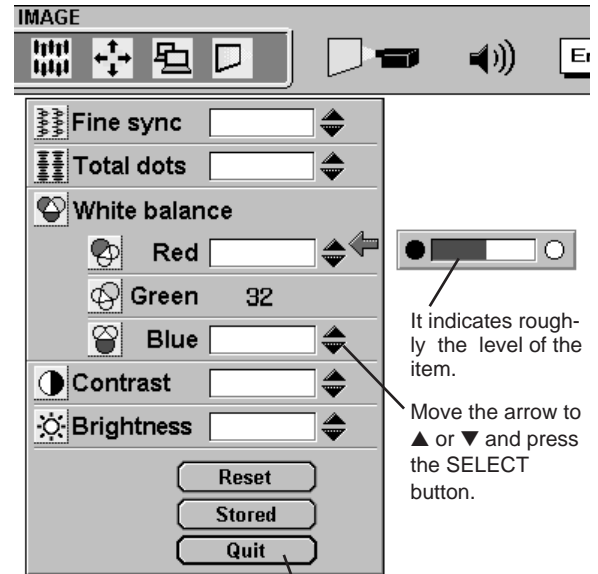 IMAGE
En
Fine sync
Total dots
White balance
Red
Green 32
Blue
Contrast
Brightness
Reset
Stored
Quit
It indicates rough-
ly the level of the
item.
Move the arrow to
▲ or ▼ and press
the SELECT
button.